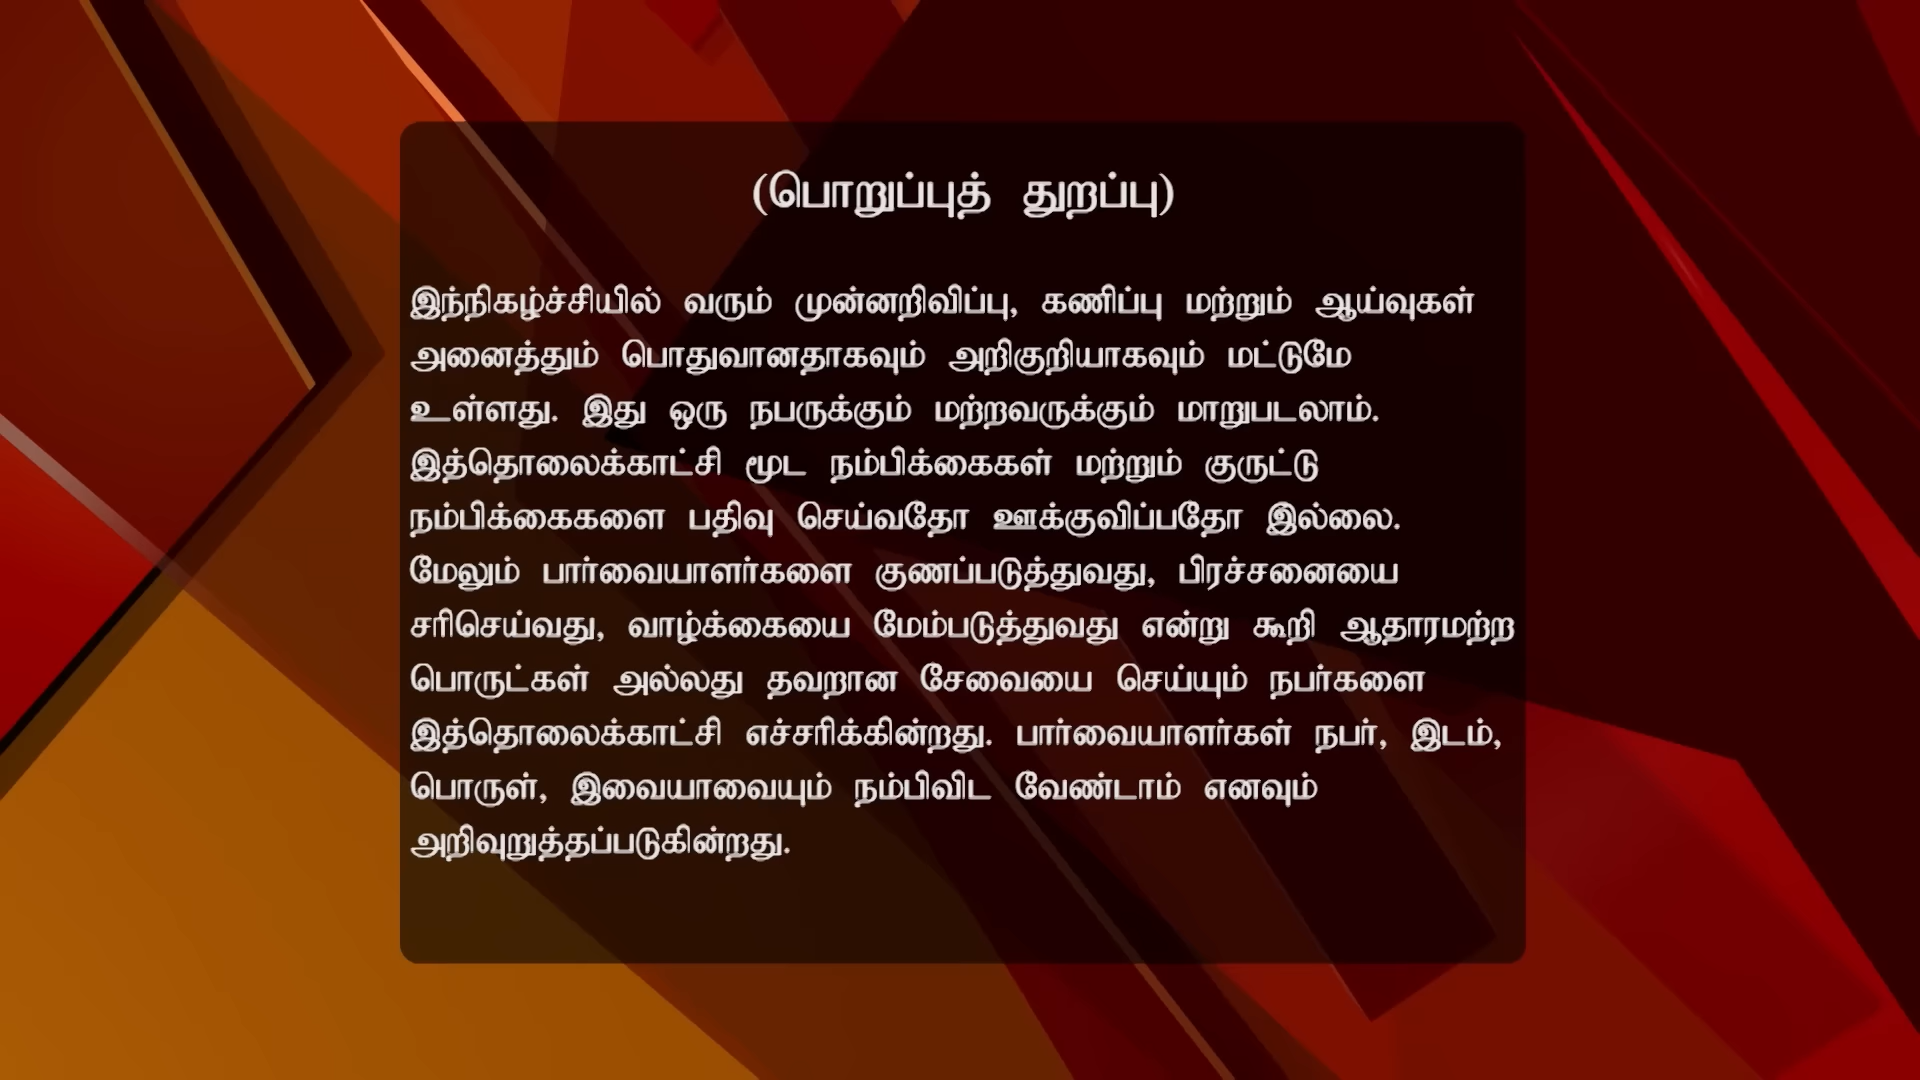 (பொறுப்புத் துறப்பு)
இந்நிகழ்ச்சியில் வரும் முன்னறிவிப்பு, கணிப்பு மற்றும் ஆய்வுகள்
அனைத்தும் பொதுவானதாகவும் அறிகுறியாகவும் மட்டுமே
உள்ளது. இது ஒரு நபருக்கும் மற்றவருக்கும் மாறுபடலாம்.
இத்தொலைக்காட்சி மூட நம்பிக்கைகள் மற்றும் குருட்டு
நம்பிக்கைகளை பதிவு செய்வதோ ஊக்குவிப்பதோ இல்லை.
மேலும் பார்வையாளர்களை குணப்படுத்துவது, பிரச்சனையை
சரிசெய்வது, வாழ்க்கையை மேம்படுத்துவது என்று கூறி ஆதாரமற்ற
பொருட்கள் அல்லது தவறான சேவையை செய்யும் நபர்களை
இத்தொலைக்காட்சி எச்சரிக்கின்றது. பார்வையாளர்கள் நபர், இடம்,
பொருள், இவையாவையும் நம்பிவிட வேண்டாம் எனவும்
அறிவுறுத்தப்படுகின்றது.